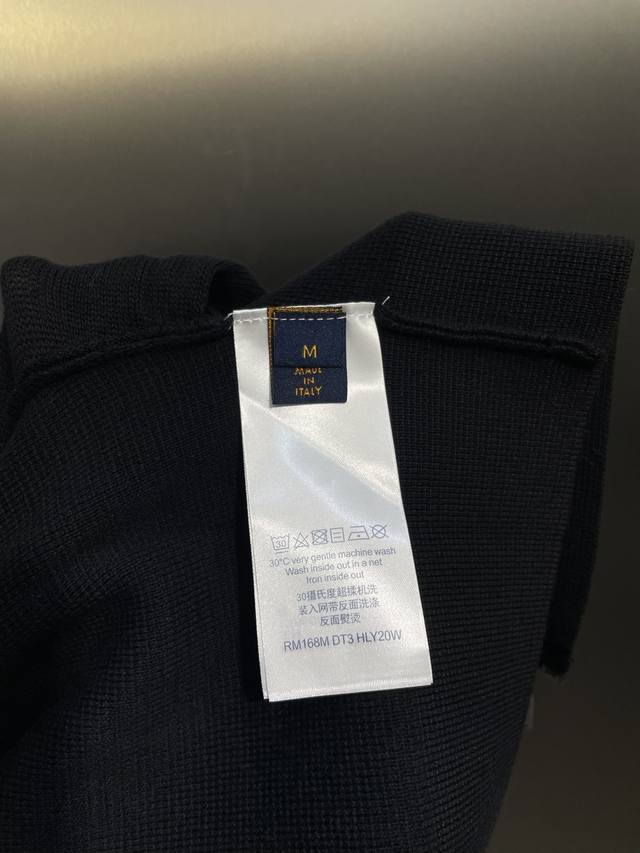 M
MADE
IN
ITALY
30
30°C very gentle machine wash
Wash inside out in a net
Iron inside out
30摄氏度超揉机洗
装入网带反面洗涤
反面熨烫
RM168M DT3 HLY20W